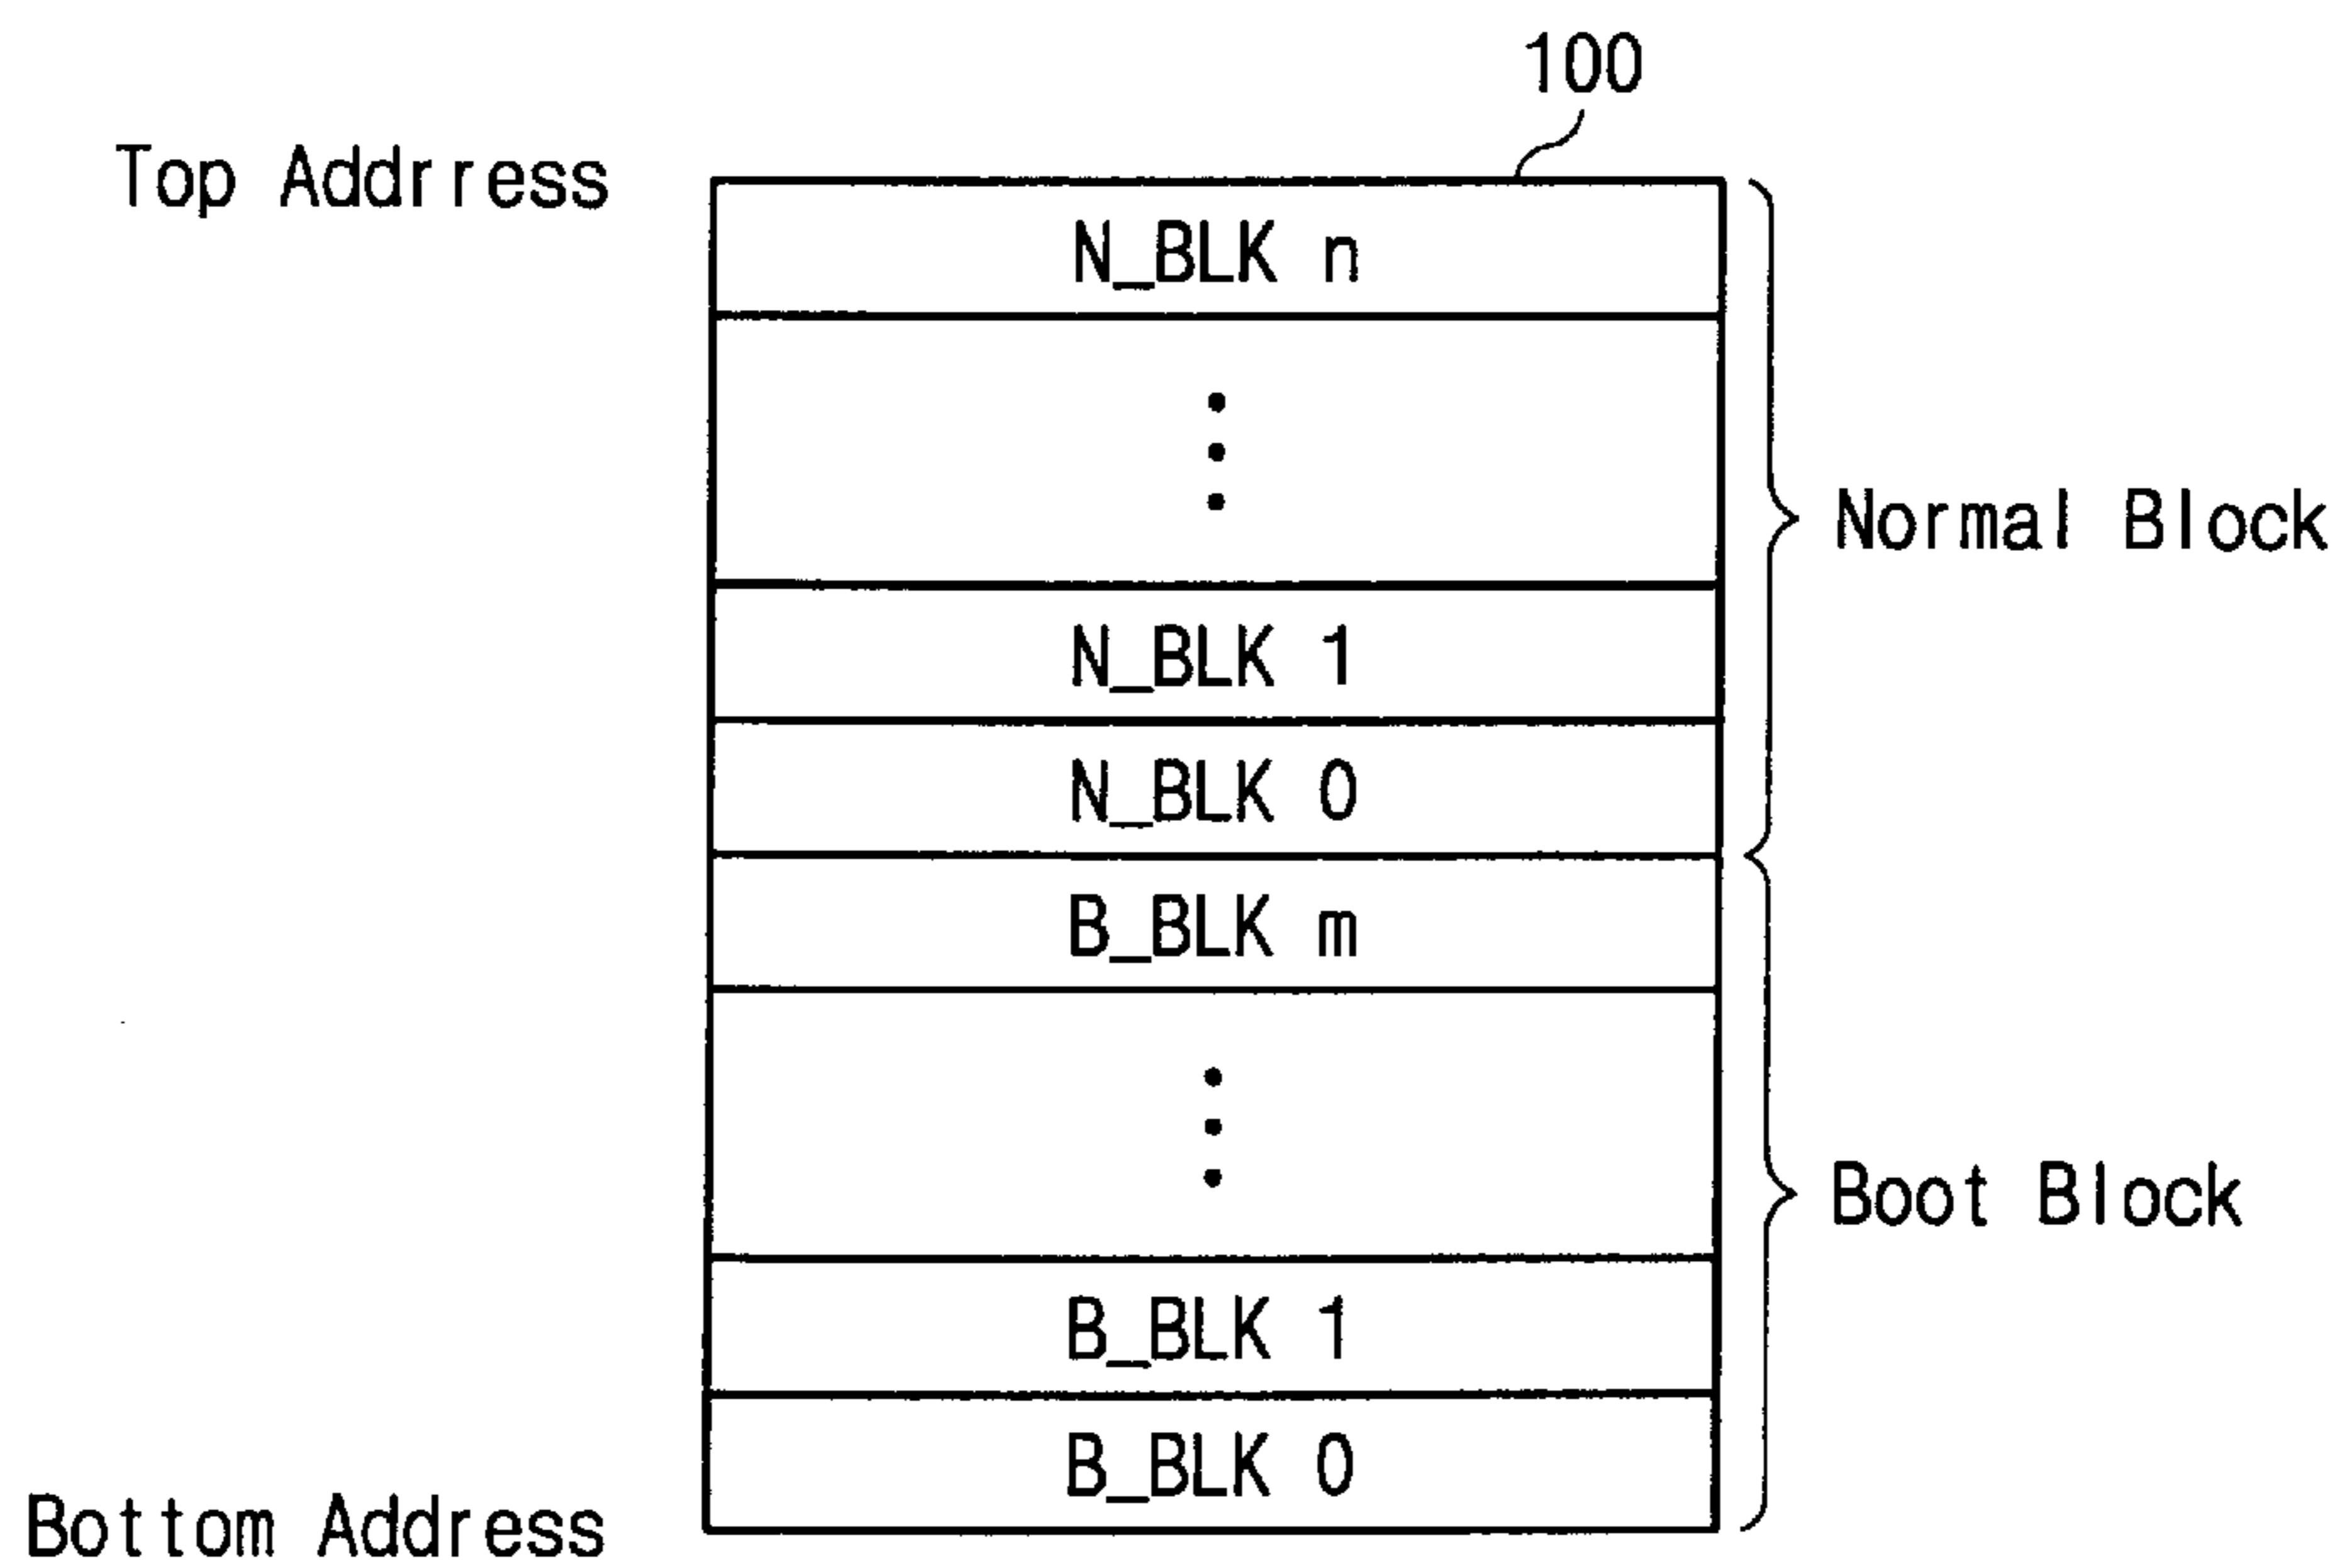 100
Top Addrress
N_BLK n
N_BLK 1
Normal Block
N_BLK 0
B_BLK m
Boot Block
B_BLK 1
B_BLK 0
Bottom Address